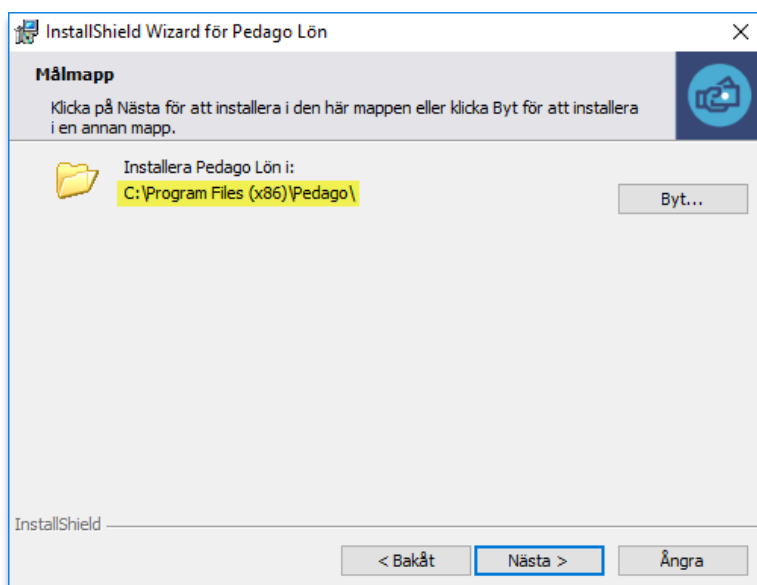 InstallShield Wizard för Pedago Lön
Målmapp
Klicka på Nästa för att installera i den här mappen eller klicka Byt för att installera
i en annan mapp.
Installera Pedago Lön i:
C:\Program Files (x86)\Pedago\
Byt...
InstallShield
< Bakåt
Nästa >
Ångra